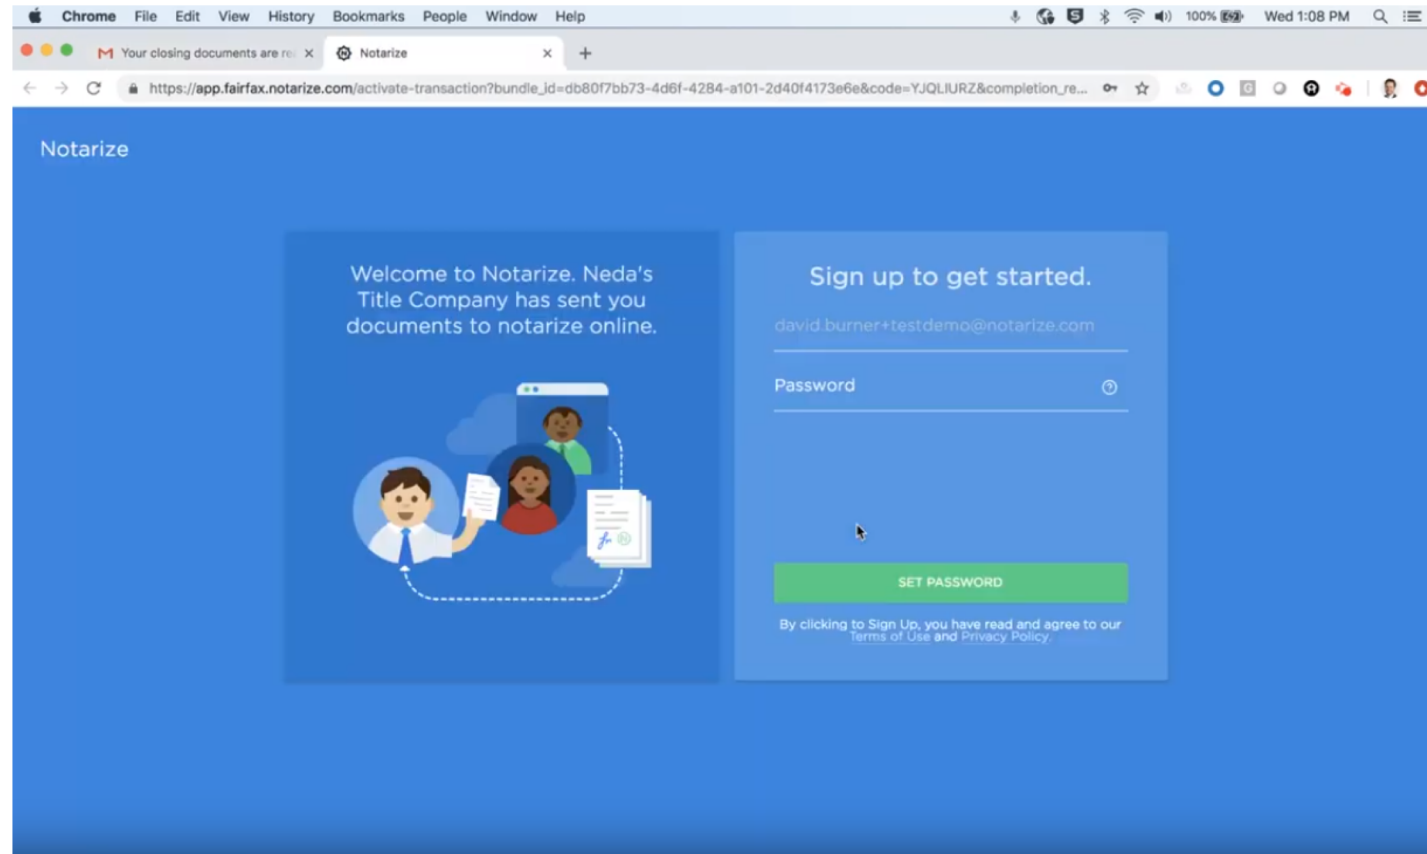 Chrome File Edit View History Bookmarks People Window Help 100% Wed 1:08 PM
Your closing documents are re
Notarize
https://app.fairfax.notarize.com/activate-transaction?bundle_id=db80f7bb73-4d6f-4284-a101-2d40f4173e6e&code=YJQLIURZ&completion_re...
Notarize
Welcome to Notarize. Neda's
Title Company has sent you
documents to notarize online.
Sign up to get started.
david.burner+testdemo@notarize.com
Password
SET PASSWORD
By clicking to Sign Up, you have read and agree to our
Terms of Use and Privacy Policy.